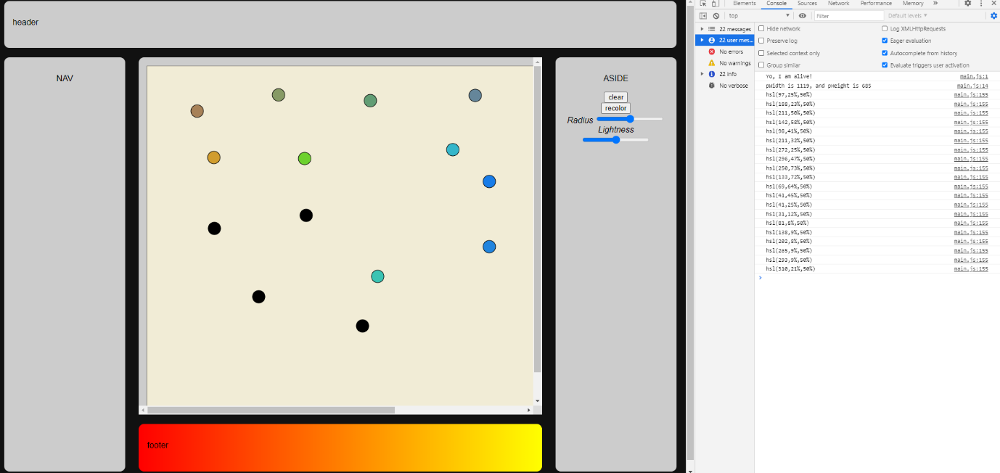 header
NAV
ASIDE
clear
recolor
Radius
Lightness
footer
Elements Console Sources Network Performance Memory »
top Filter Default levels ▼
22 messages
22 user mes...
No errors
No warnings
22 info
No verbose
Hide network Log XMLHttpRequests
Preserve log Eager evaluation
Selected context only Autocomplete from history
Group similar Evaluate triggers user activation
Yo, I am alive! main.js:1
pWidth is 1119, and pHeight is 685 main.js:14
hsl(97,25%,50%) main.js:155
hsl(188,23%,50%) main.js:155
hsl(211,50%,50%) main.js:155
hsl(142,58%,50%) main.js:155
hsl(98,41%,50%) main.js:155
hsl(211,32%,50%) main.js:155
hsl(272,25%,50%) main.js:155
hsl(296,47%,50%) main.js:155
hsl(250,73%,50%) main.js:155
hsl(133,72%,50%) main.js:155
hsl(69,64%,50%) main.js:155
hsl(41,45%,50%) main.js:155
hsl(41,25%,50%) main.js:155
hsl(31,12%,50%) main.js:155
hsl(81,8%,50%) main.js:155
hsl(138,9%,50%) main.js:155
hsl(202,8%,50%) main.js:155
hsl(265,9%,50%) main.js:155
hsl(293,9%,50%) main.js:155
hsl(310,21%,50%) main.js:155